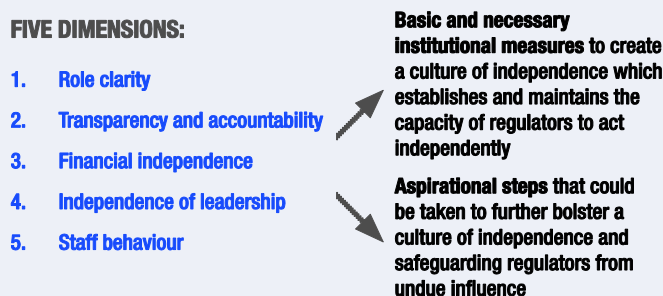 FIVE DIMENSIONS:
1. Role clarity
2. Transparency and accountability
3. Financial independence
4. Independence of leadership
5. Staff behaviour
Basic and necessary
institutional measures to create
a culture of independence which
establishes and maintains the
capacity of regulators to act
independently
Aspirational steps that could
be taken to further bolster a
culture of independence and
safeguarding regulators from
undue influence